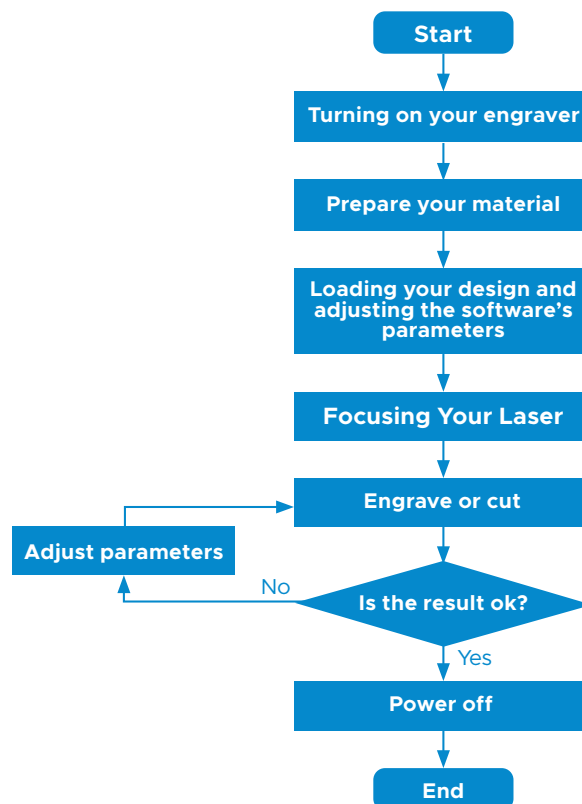 Start
Turning on your engraver
Prepare your material
Loading your design and
adjusting the software’s
parameters
Focusing Your Laser
Engrave or cut
Adjust parameters
No
Is the result ok?
Yes
Power off
End